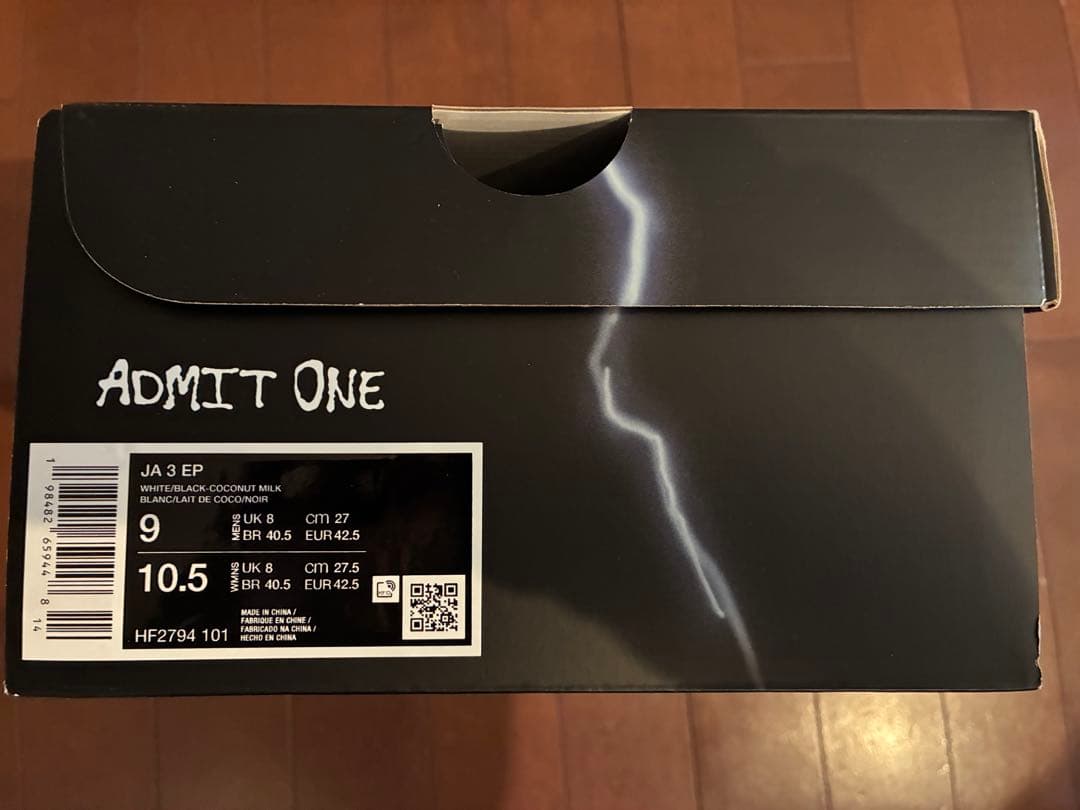 ADMIT ONE
JA 3 EP
WHITE/BLACK-COCONUT MILK
BLANC/LAIT DE COCO/NOIR
9 MENS UK 8 cm 27
BR 40.5 EUR 42.5
10.5 WMNS UK 8 cm 27.5
BR 40.5 EUR 42.5
MADE IN CHINA /
FABRIQUE EN CHINE /
FABRICADO NA CHINA /
HECHO EN CHINA
HF2794 101
1 98482 65944 8 14